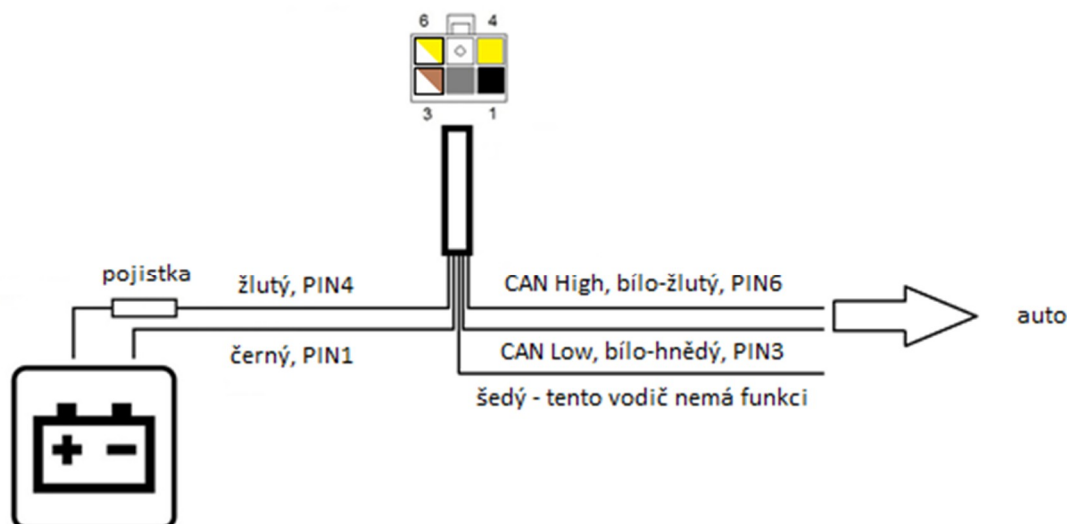 6 4
3 1
pojistka
žlutý, PIN4
CAN High, bílo-žlutý, PIN6
auto
černý, PIN1
CAN Low, bílo-hnědý, PIN3
šedý - tento vodič nemá funkci